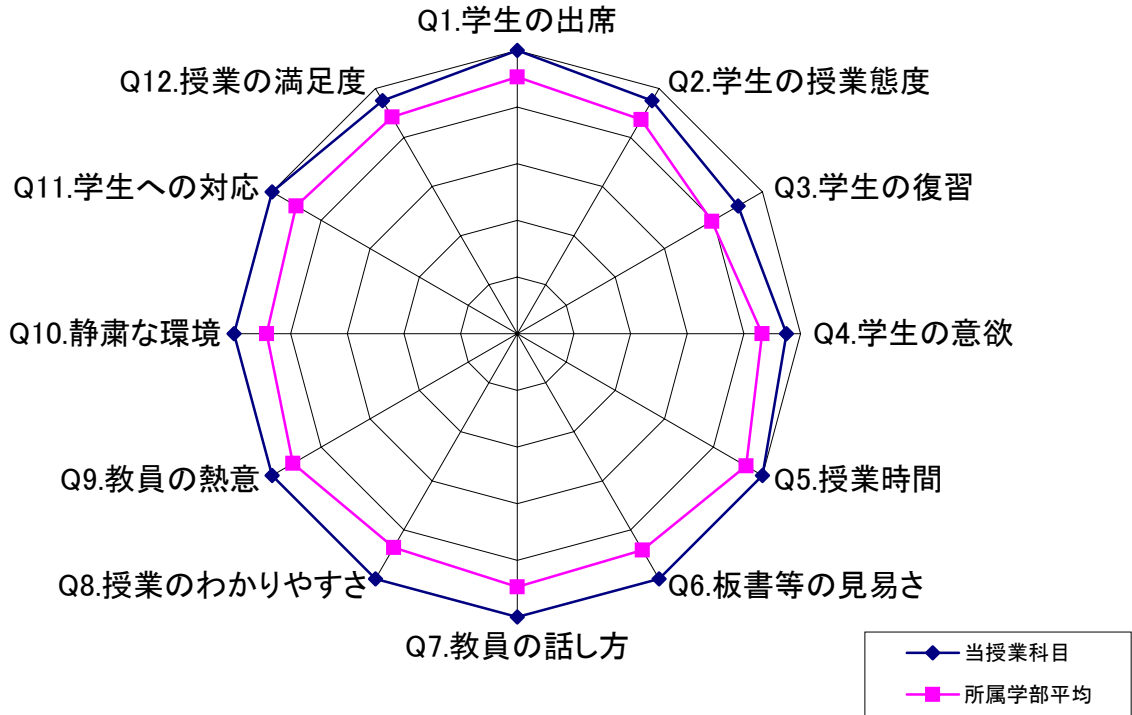 Q1.学生の出席
Q2.学生の授業態度
Q3.学生の復習
Q4.学生の意欲
Q5.授業時間
Q6.板書等の見易さ
Q7.教員の話し方
Q8.授業のわかりやすさ
Q9.教員の熱意
Q10.静粛な環境
Q11.学生への対応
Q12.授業の満足度
当授業科目
所属学部平均